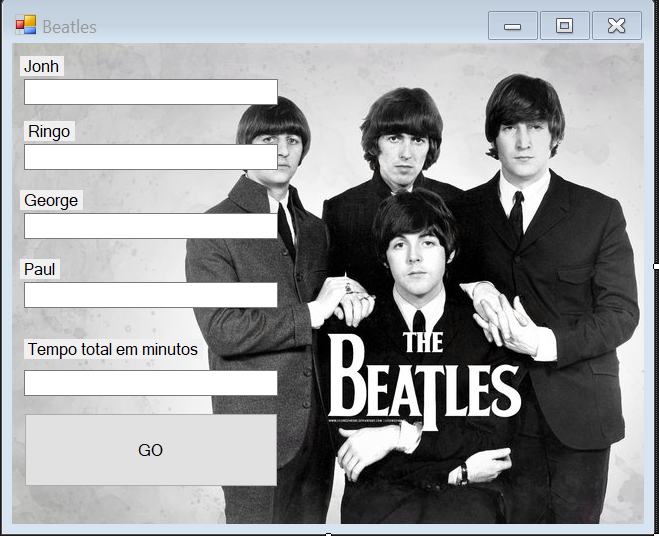 Beatles
Jonh
Ringo
George
Paul
Tempo total em minutos
GO
THE
BEATLES